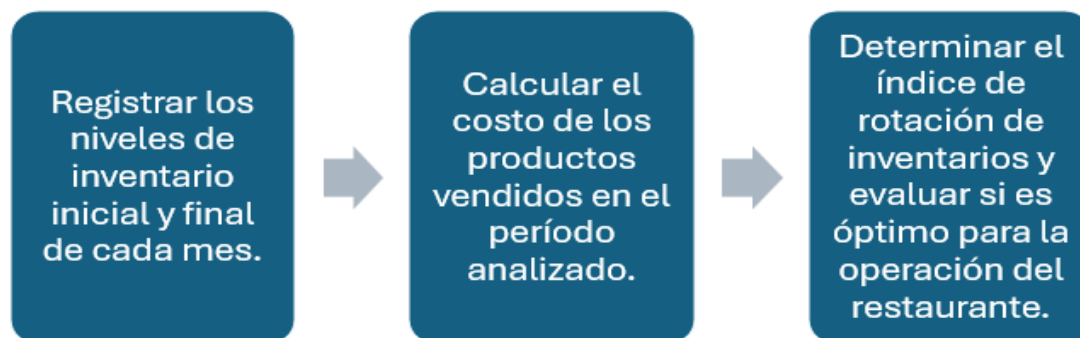 Registrar los
niveles de
inventario
inicial y final
de cada mes.
Calcular el
costo de los
productos
vendidos en el
período
analizado.
Determinar el
índice de
rotación de
inventarios y
evaluar si es
óptimo para la
operación del
restaurante.